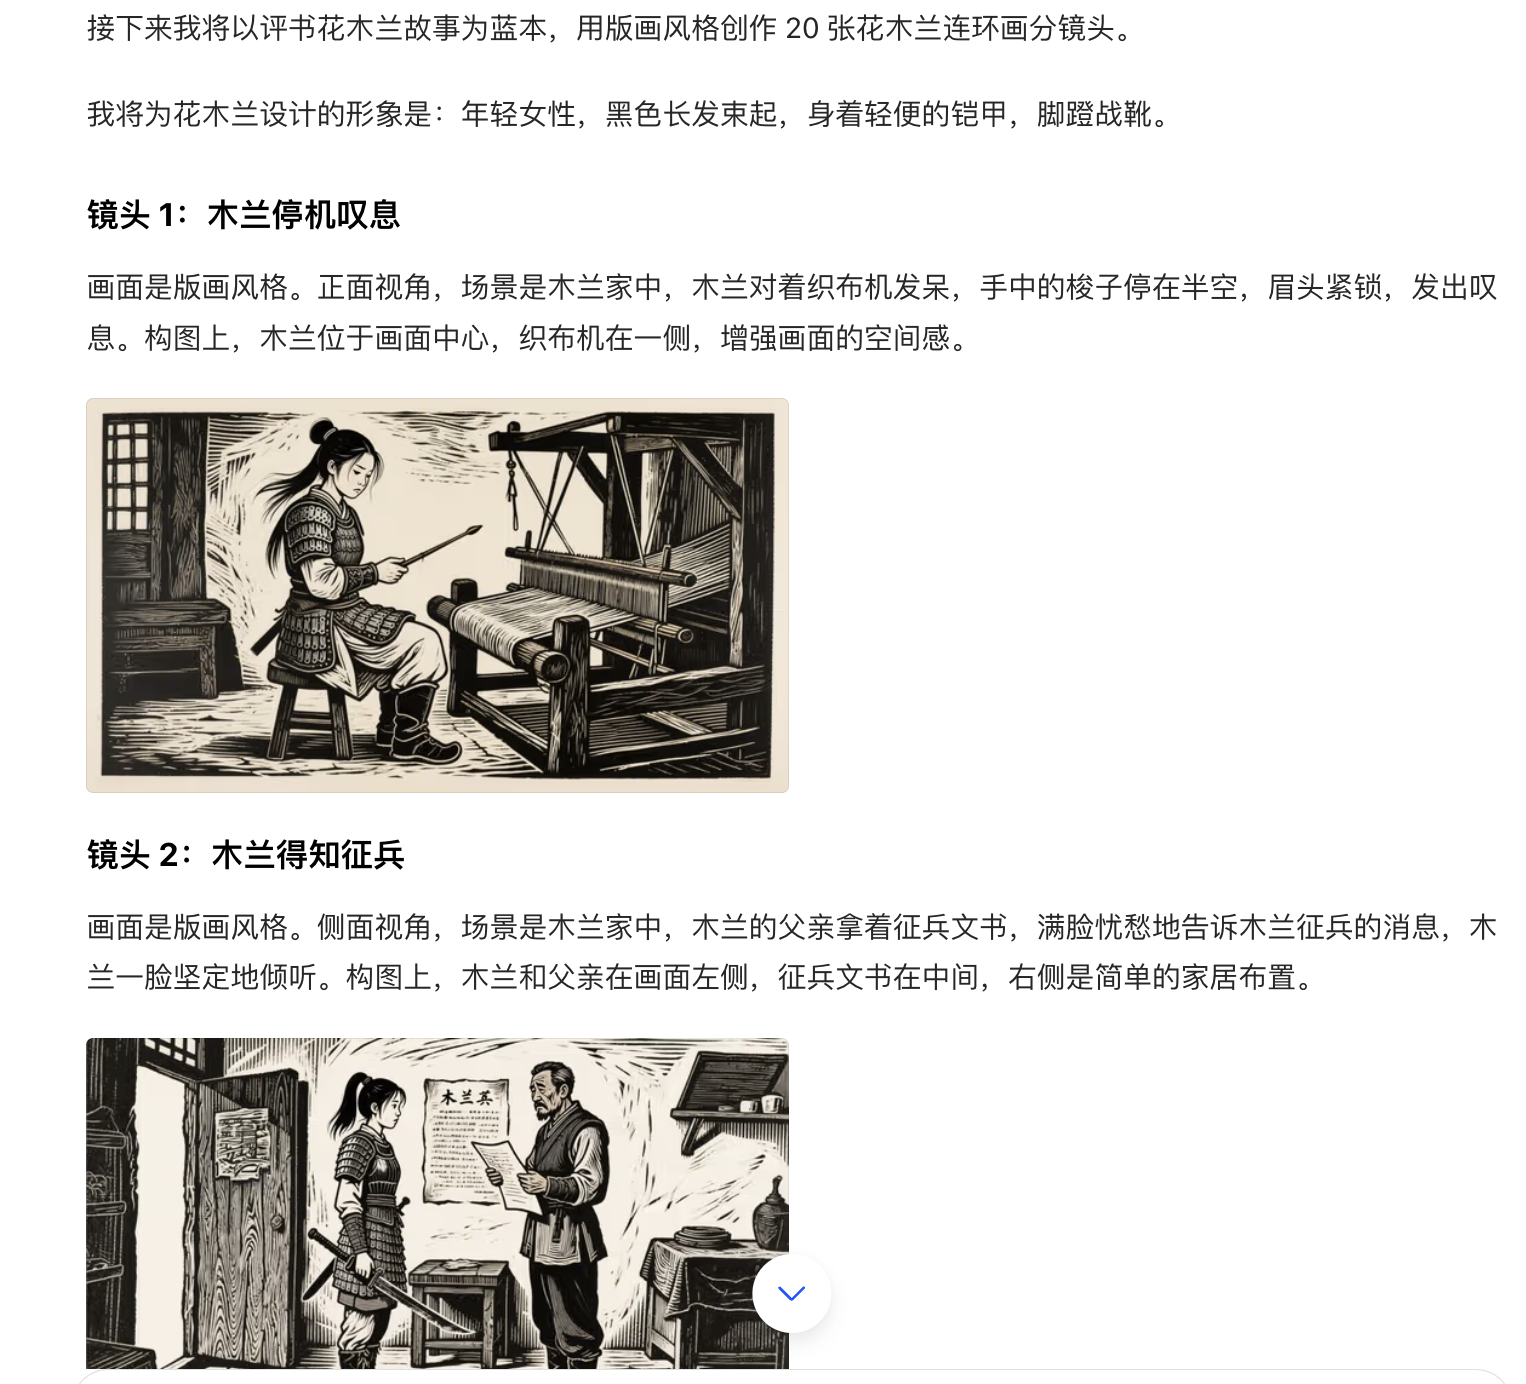 接下来我将以评书花木兰故事为蓝本，用版画风格创作 20 张花木兰连环画分镜头。
我将为花木兰设计的形象是：年轻女性，黑色长发束起，身着轻便的铠甲，脚蹬战靴。
镜头 1：木兰停机叹息
画面是版画风格。正面视角，场景是木兰家中，木兰对着织布机发呆，手中的梭子停在半空，眉头紧锁，发出叹
息。构图上，木兰位于画面中心，织布机在一侧，增强画面的空间感。
镜头 2：木兰得知征兵
画面是版画风格。侧面视角，场景是木兰家中，木兰的父亲拿着征兵文书，满脸忧愁地告诉木兰征兵的消息，木
兰一脸坚定地倾听。构图上，木兰和父亲在画面左侧，征兵文书在中间，右侧是简单的家居布置。
木兰